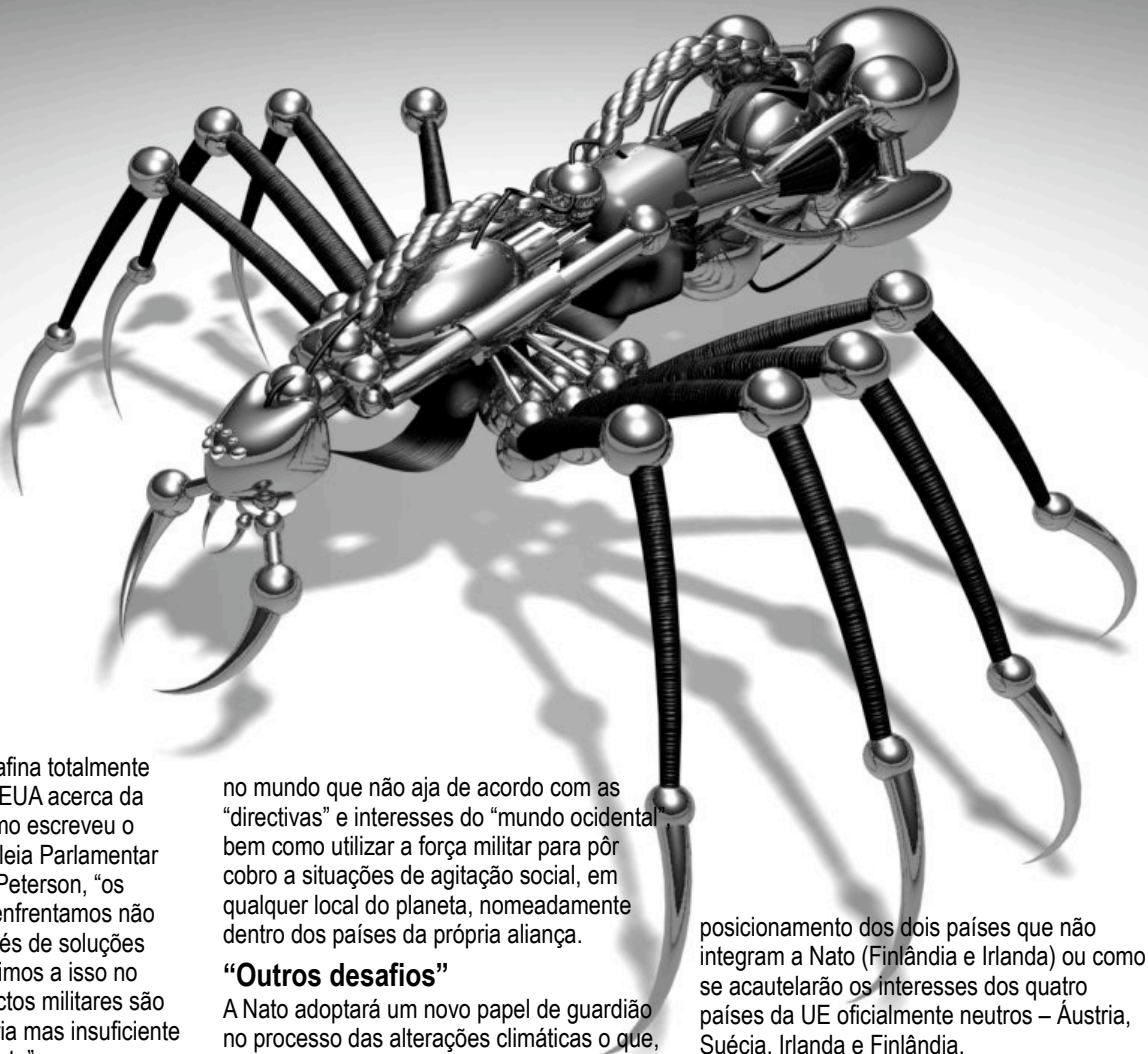 afina totalmente
EUA acerca da
mo escreveu o
leia Parlamentar
Peterson, “os
enfrentamos não
és de soluções
imos a isso no
ctos militares são
ria mas insuficiente
no mundo que não aja de acordo com as
“directivas” e interesses do “mundo ocidental”,
bem como utilizar a força militar para pôr
cobro a situações de agitação social, em
qualquer local do planeta, nomeadamente
dentro dos países da própria aliança.
“Outros desafios”
A Nato adoptará um novo papel de guardião
no processo das alterações climáticas o que,
posicionamento dos dois países que não
integram a Nato (Finlândia e Irlanda) ou como
se acautelarão os interesses dos quatro
países da UE oficialmente neutros – Áustria,
Suécia, Irlanda e Finlândia.